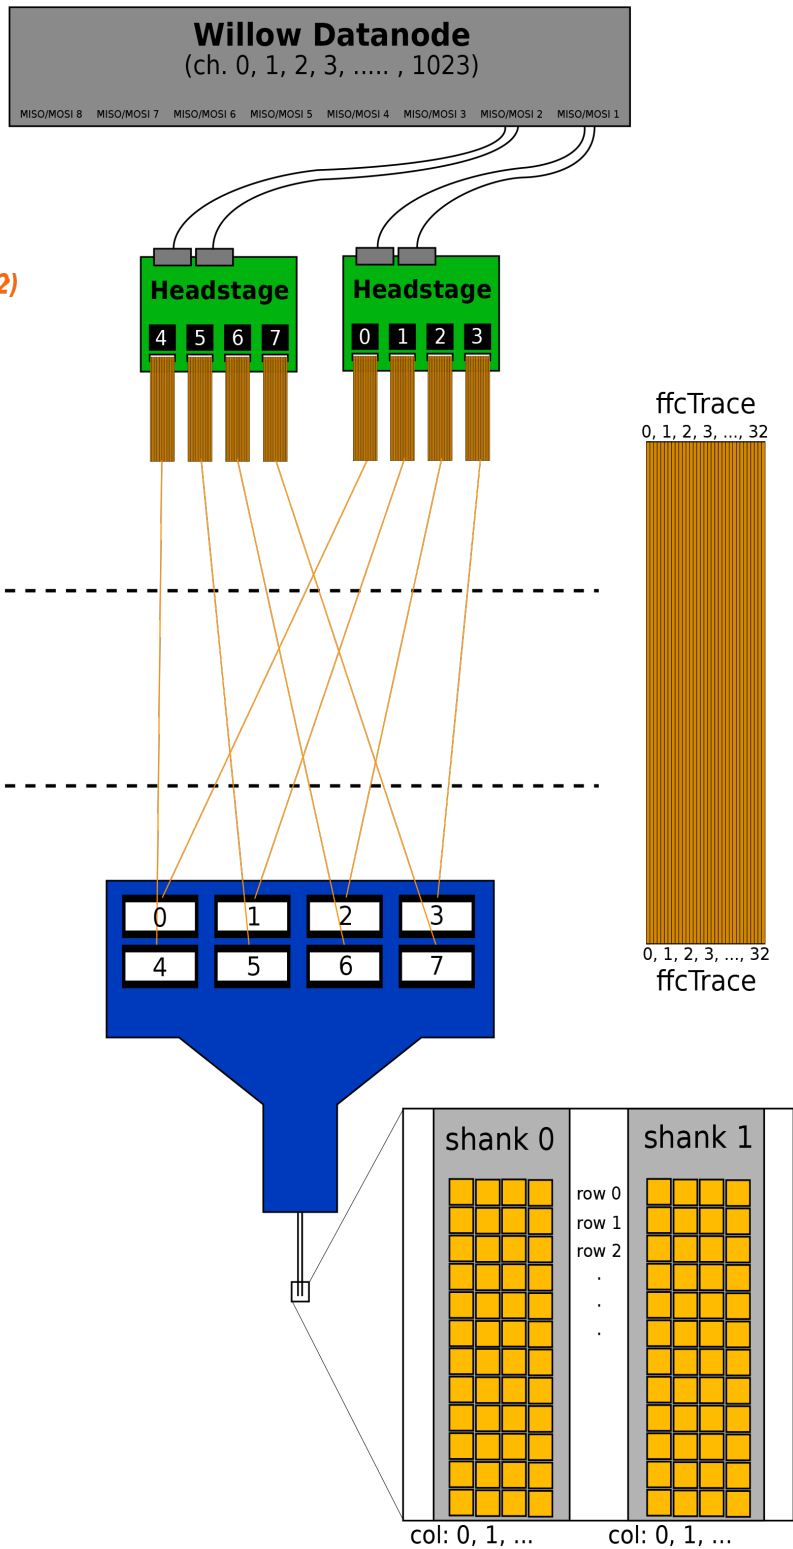 Willow Datanode
(ch. 0, 1, 2, 3, ..... , 1023)
MISO/MOSI 8 MISO/MOSI 7 MISO/MOSI 6 MISO/MOSI 5 MISO/MOSI 4 MISO/MOSI 3 MISO/MOSI 2 MISO/MOSI 1
2)
Headstage Headstage
4 5 6 7 0 1 2 3
ffcTrace
0, 1, 2, 3, ..., 32
0 1 2 3
4 5 6 7
0, 1, 2, 3, ..., 32
ffcTrace
shank 0 shank 1
row 0
row 1
row 2
.
.
.
col: 0, 1, ... col: 0, 1, ...